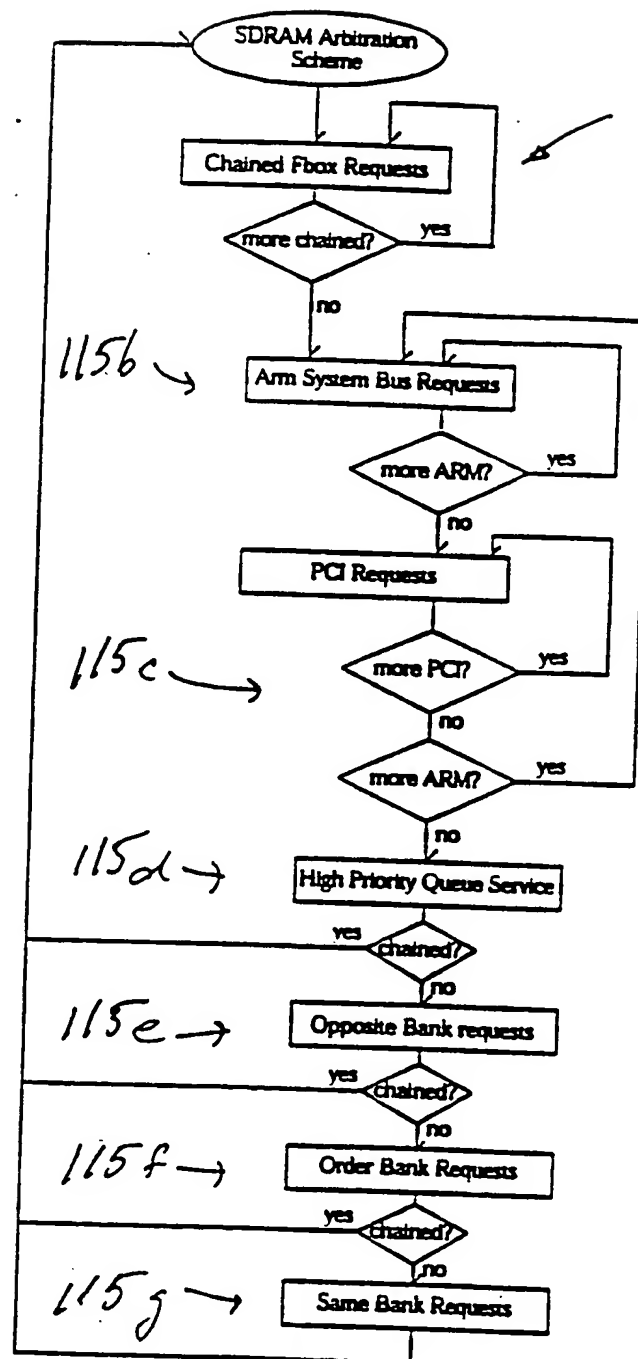 SDRAM Arbitration
Scheme
Chained Fbox Requests
more chained?
yes
no
115b
Arm System Bus Requests
more ARM?
yes
no
PCI Requests
115c
more PCI?
yes
no
more ARM?
yes
no
115d
High Priority Queue Service
yes
chained?
no
115e
Opposite Bank requests
yes
chained?
no
115f
Order Bank Requests
yes
chained?
no
115g
Same Bank Requests